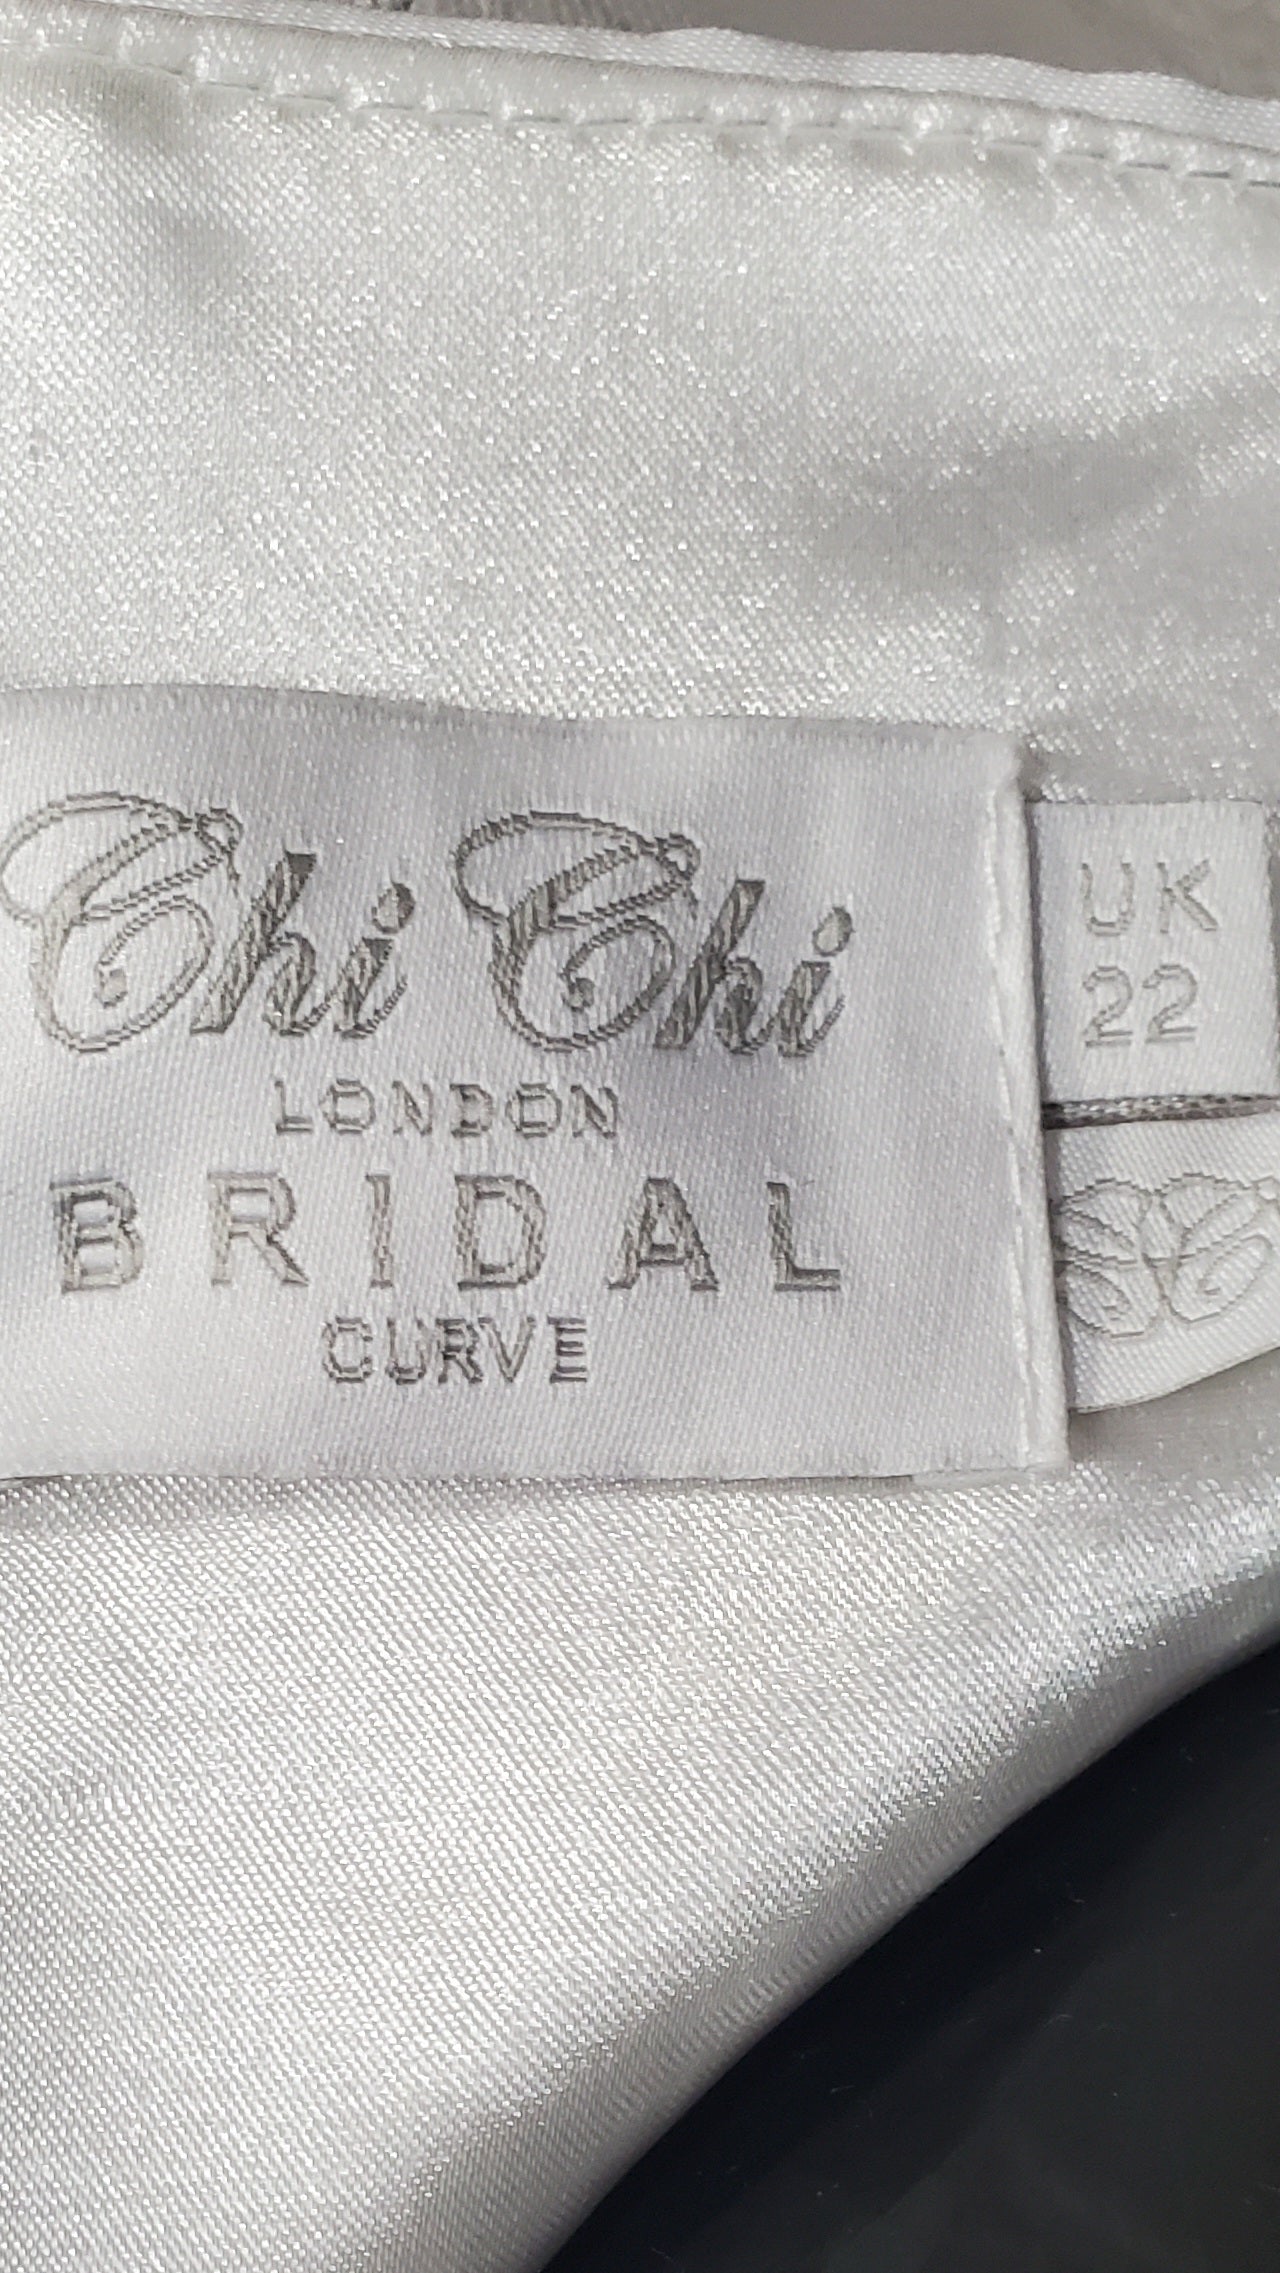 Chi Chi
LONDON
BRIDAL
CURVE
UK
22